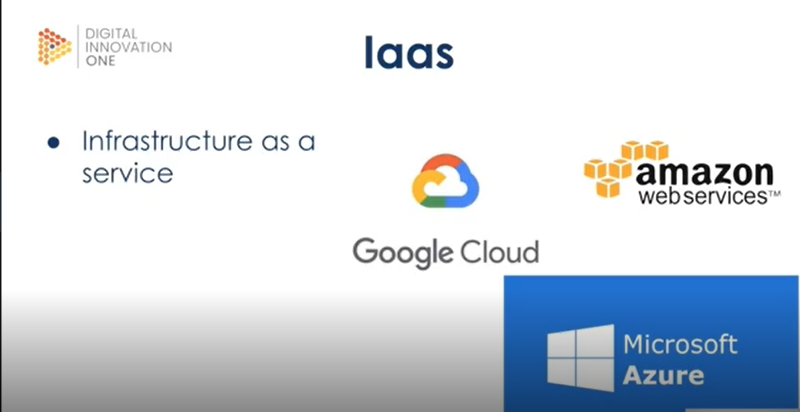 DIGITAL
INNOVATION
ONE
Iaas
● Infrastructure as a
service
Google Cloud
amazon
webservices™
Microsoft
Azure